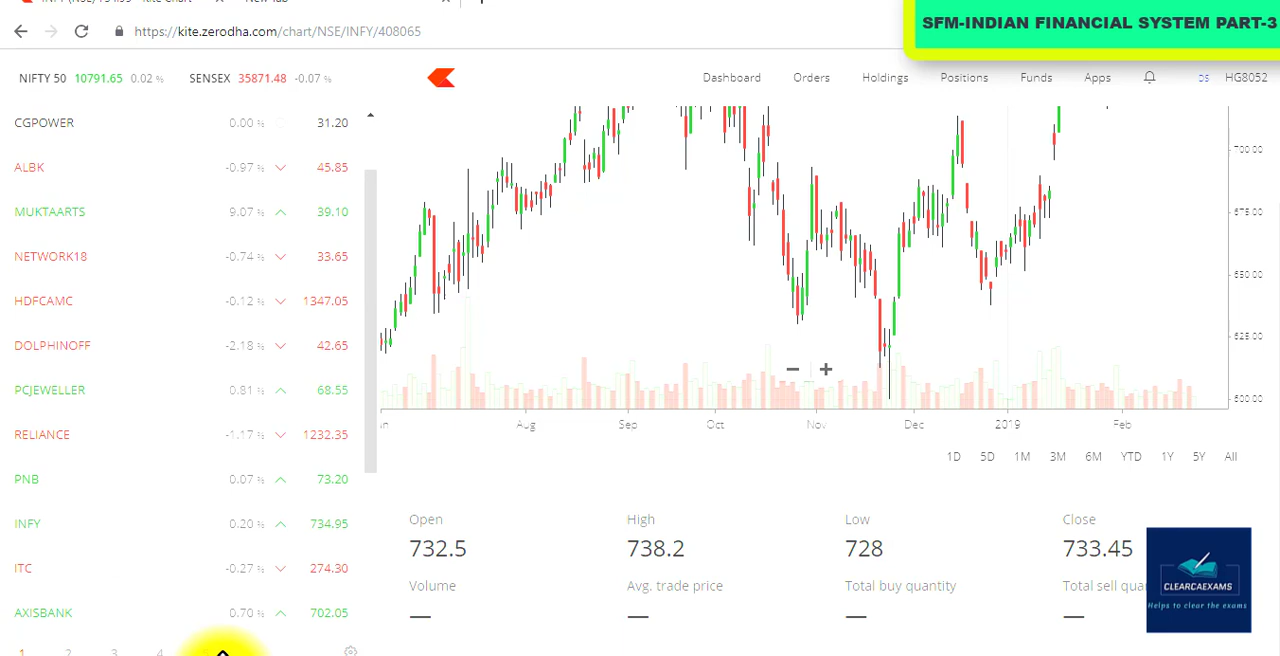 SFM-INDIAN FINANCIAL SYSTEM PART-3
https://kite.zerodha.com/chart/NSE/INFY/408065
NIFTY 50 10791.65 0.02 % SENSEX 35871.48 -0.07 %
Dashboard Orders Holdings Positions Funds Apps DS HG8052
CGPOWER 0.00 % 31.20
ALBK -0.97 % 45.85
MUKTAARTS 9.07 % 39.10
NETWORK18 -0.74 % 33.65
HDFCAMC -0.12 % 1347.05
DOLPHINOFF -2.18 % 42.65
PCJEWELLER 0.81 % 68.55
RELIANCE -1.17 % 1232.35
PNB 0.07 % 73.20
INFY 0.20 % 734.95
ITC -0.27 % 274.30
AXISBANK 0.70 % 702.05
1 2 3 4
700.00
675.00
650.00
625.00
600.00
Aug Sep Oct Nov Dec 2019 Feb
1D 5D 1M 3M 6M YTD 1Y 5Y All
Open High Low Close
732.5 738.2 728 733.45
Volume Avg. trade price Total buy quantity Total sell
CLEARCAEXAMS
Helps to clear the exams